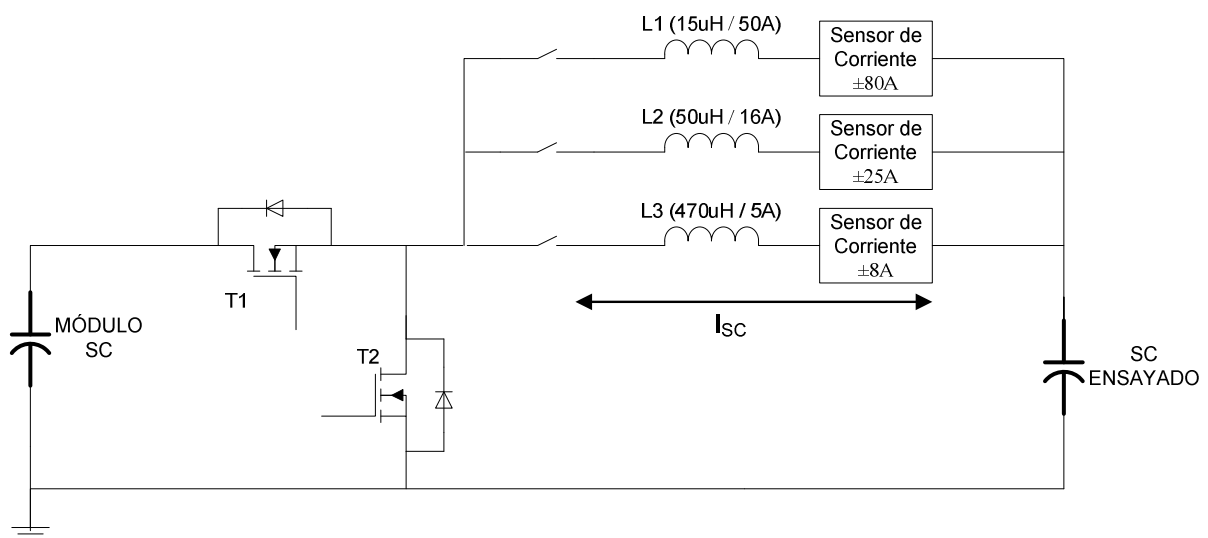 L1 (15uH / 50A)
Sensor de
Corriente
±80A
L2 (50uH / 16A)
Sensor de
Corriente
±25A
L3 (470uH / 5A)
Sensor de
Corriente
±8A
T1
ISC
MÓDULO
SC
T2
SC
ENSAYADO